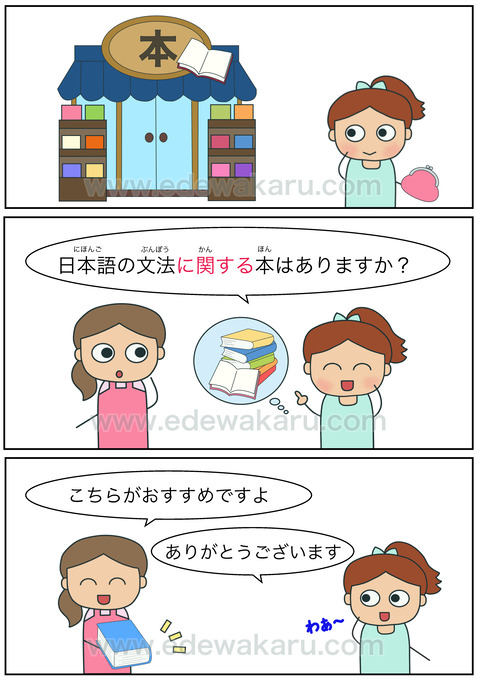 本
www.edewakaru.com
にほんご ぶんぽう かん ほん
日本語の文法に関する本はありますか？
www.edewakaru.com
こちらがおすすめですよ
ありがとうございます
わぁ〜
www.edewakaru.com